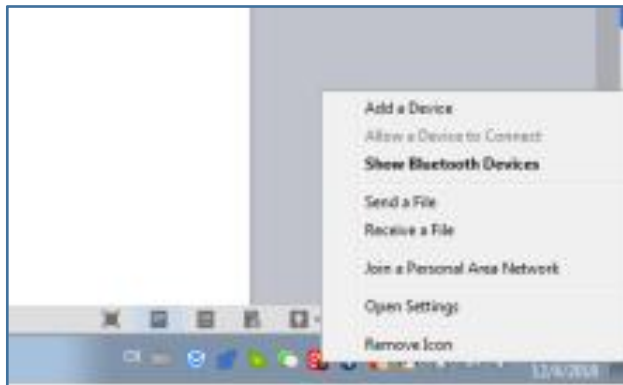 Add a Device
Allow a Device to Connect
Show Bluetooth Devices
Send a File
Receive a File
Join a Personal Area Network
Open Settings
Remove Icon